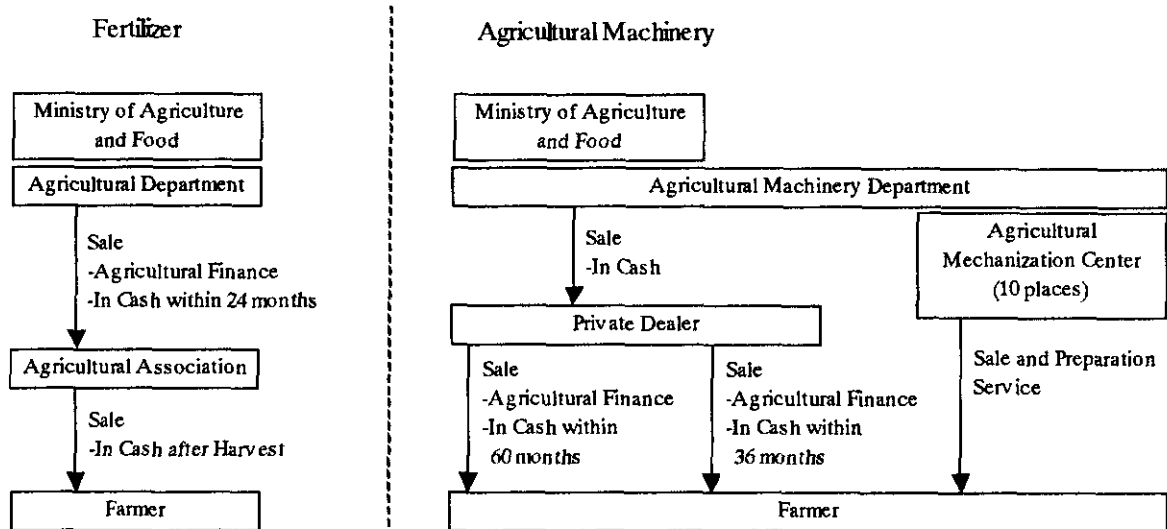 Fertilizer
Ministry of Agriculture
and Food
Agricultural Department
Sale
-Agricultural Finance
-In Cash within 24 months
Agricultural Association
Sale
-In Cash after Harvest
Farmer
Agricultural Machinery
Ministry of Agriculture
and Food
Agricultural Machinery Department
Sale
-In Cash
Agricultural
Mechanization Center
(10 places)
Private Dealer
Sale
-Agricultural Finance
-In Cash within
60 months
Sale
-Agricultural Finance
-In Cash within
36 months
Sale and Preparation
Service
Farmer